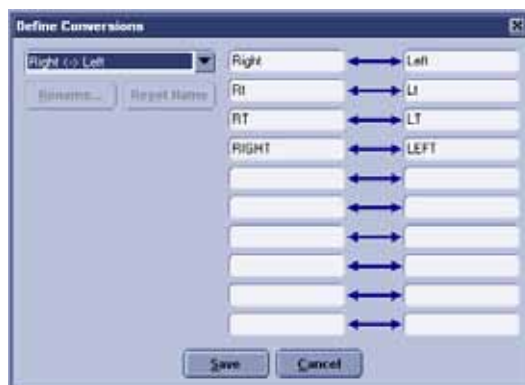 Define Conversions
Right <-> Left
Rename... Reset Name
Right Left
Rt Lt
RT LT
RIGHT LEFT
Save Cancel